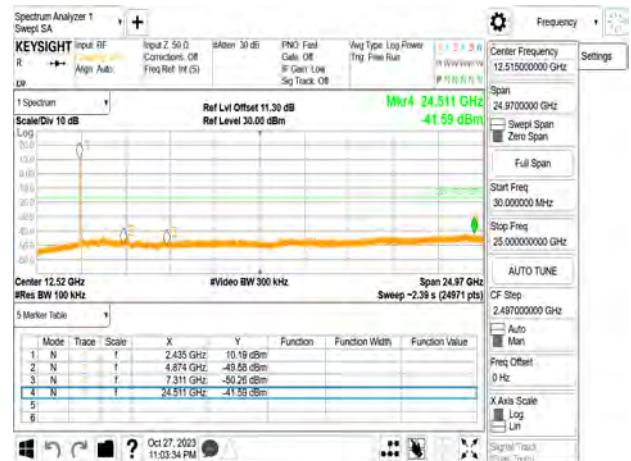 Spectrum Analyzer 1
Swept SA
Frequency
KEYSIGHT
Input: RF
Align: Auto
Input Z: 50 Ω
Corrections: Off
Freq Ref: Int (S)
#Atten: 30 dB
PNO: Fast
Gate: Off
IF Gain: Low
Sig Track: Off
Avg Type: Log-Power
Trig: Free Run
R
1 Spectrum
Scale/Div 10 dB
Log
Ref Lvl Offset 11.30 dB
Ref Level 30.00 dBm
Mkr4 24.511 GHz
-41.59 dBm
Center 12.52 GHz
#Res BW 100 kHz
#Video BW 300 kHz
Span 24.97 GHz
Sweep ~2.39 s (24971 pts)
5 Marker Table
Mode Trace Scale X Y Function Function Width Function Value
1 N f 2.435 GHz 10.19 dBm
2 N f 4.874 GHz -49.58 dBm
3 N f 7.311 GHz -50.26 dBm
4 N f 24.511 GHz -41.59 dBm
5
6
Oct 27, 2023
11:03:34 PM
Center Frequency
12.515000000 GHz
Settings
Span
24.9700000 GHz
Swept Span
Zero Span
Full Span
Start Freq
30.000000 MHz
Stop Freq
25.000000000 GHz
AUTO TUNE
CF Step
2.497000000 GHz
Auto
Man
Freq Offset
0 Hz
X Axis Scale
Log
Lin
Signal Track